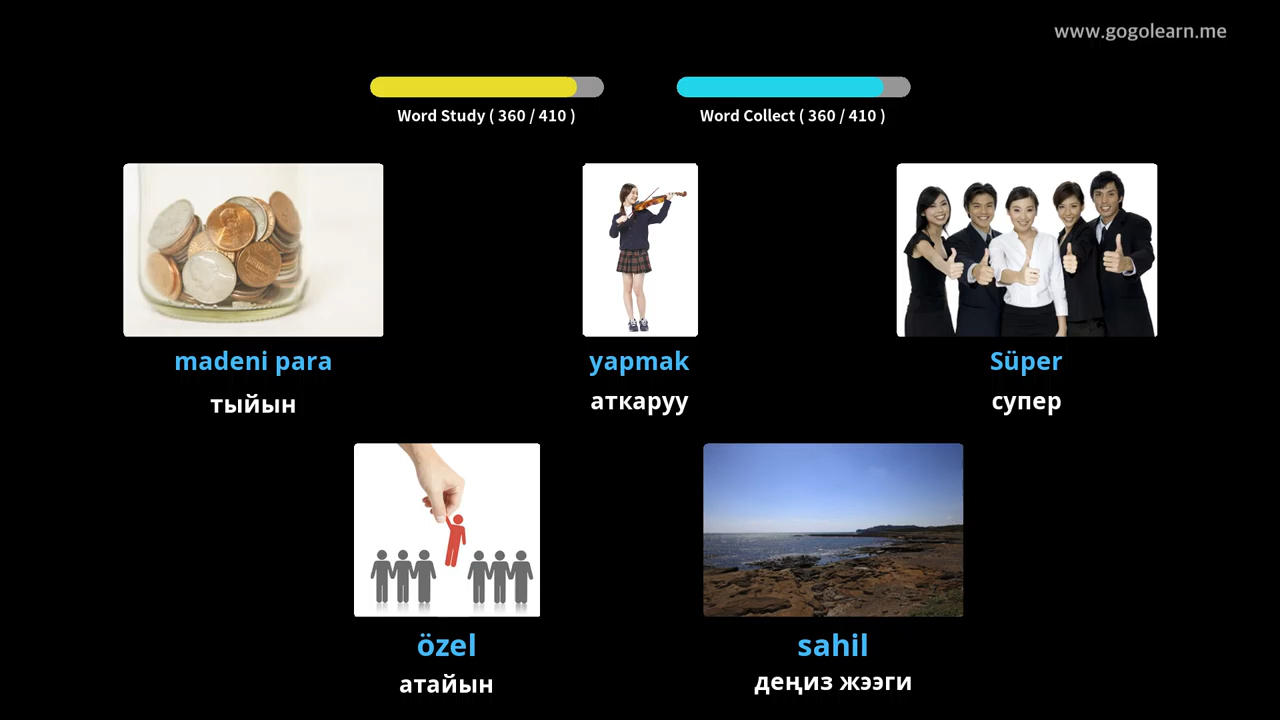 www.gogolearn.me
Word Study ( 360 / 410 )
Word Collect ( 360 / 410 )
madeni para
тыйын
yapmak
аткаруу
Süper
супер
özel
атайын
sahil
деңиз жээги